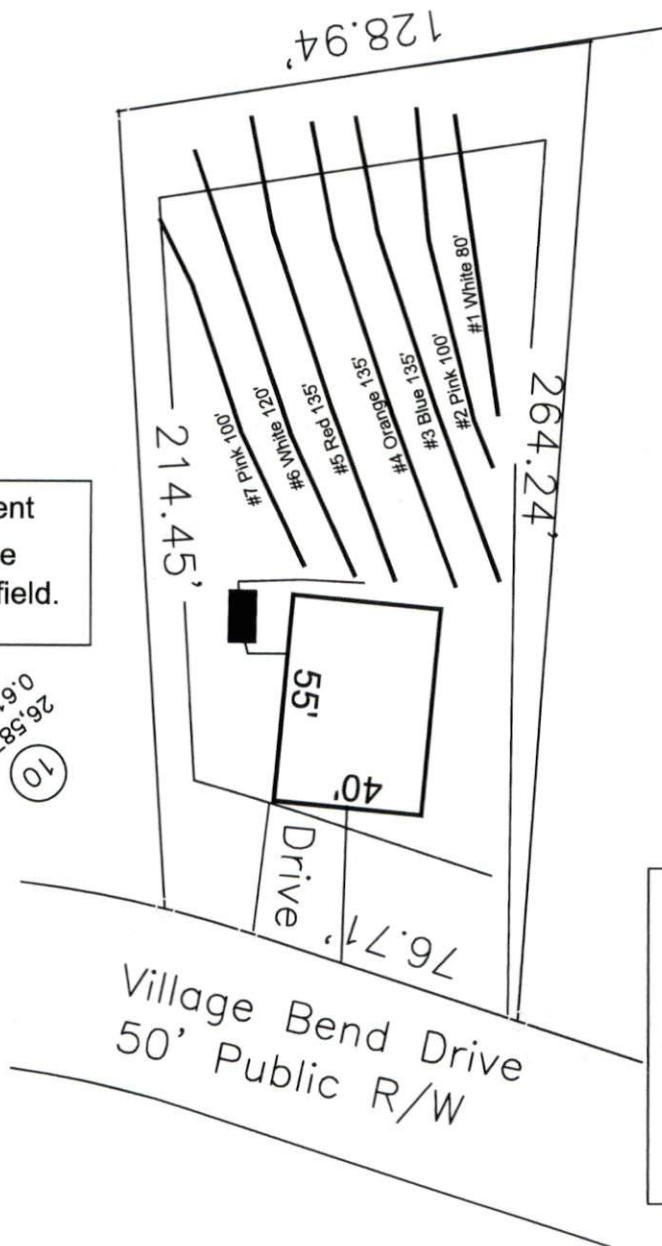 128.94'
#1 White 80'
#2 Pink 100'
#3 Blue 135'
#4 Orange 135'
#5 Red 135'
#6 White 120'
#7 Pink 100'
264.24'
214.45'
field.
10
55'
40'
Drive
76.71'
Village Bend Drive
50' Public R/W